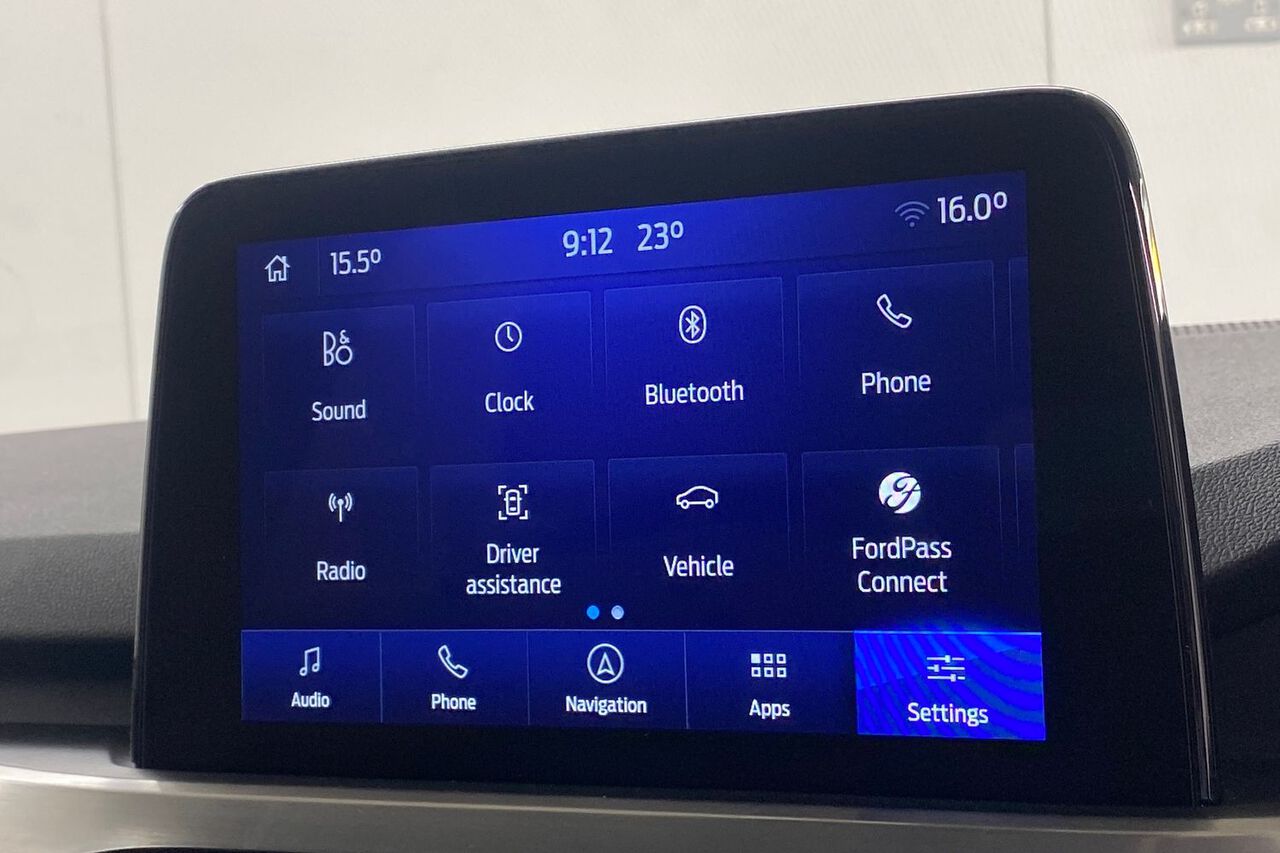 15.5° 9:12 23° 16.0°
B&O
Sound Clock Bluetooth Phone
Radio Driver assistance Vehicle FordPass Connect
Audio Phone Navigation Apps Settings